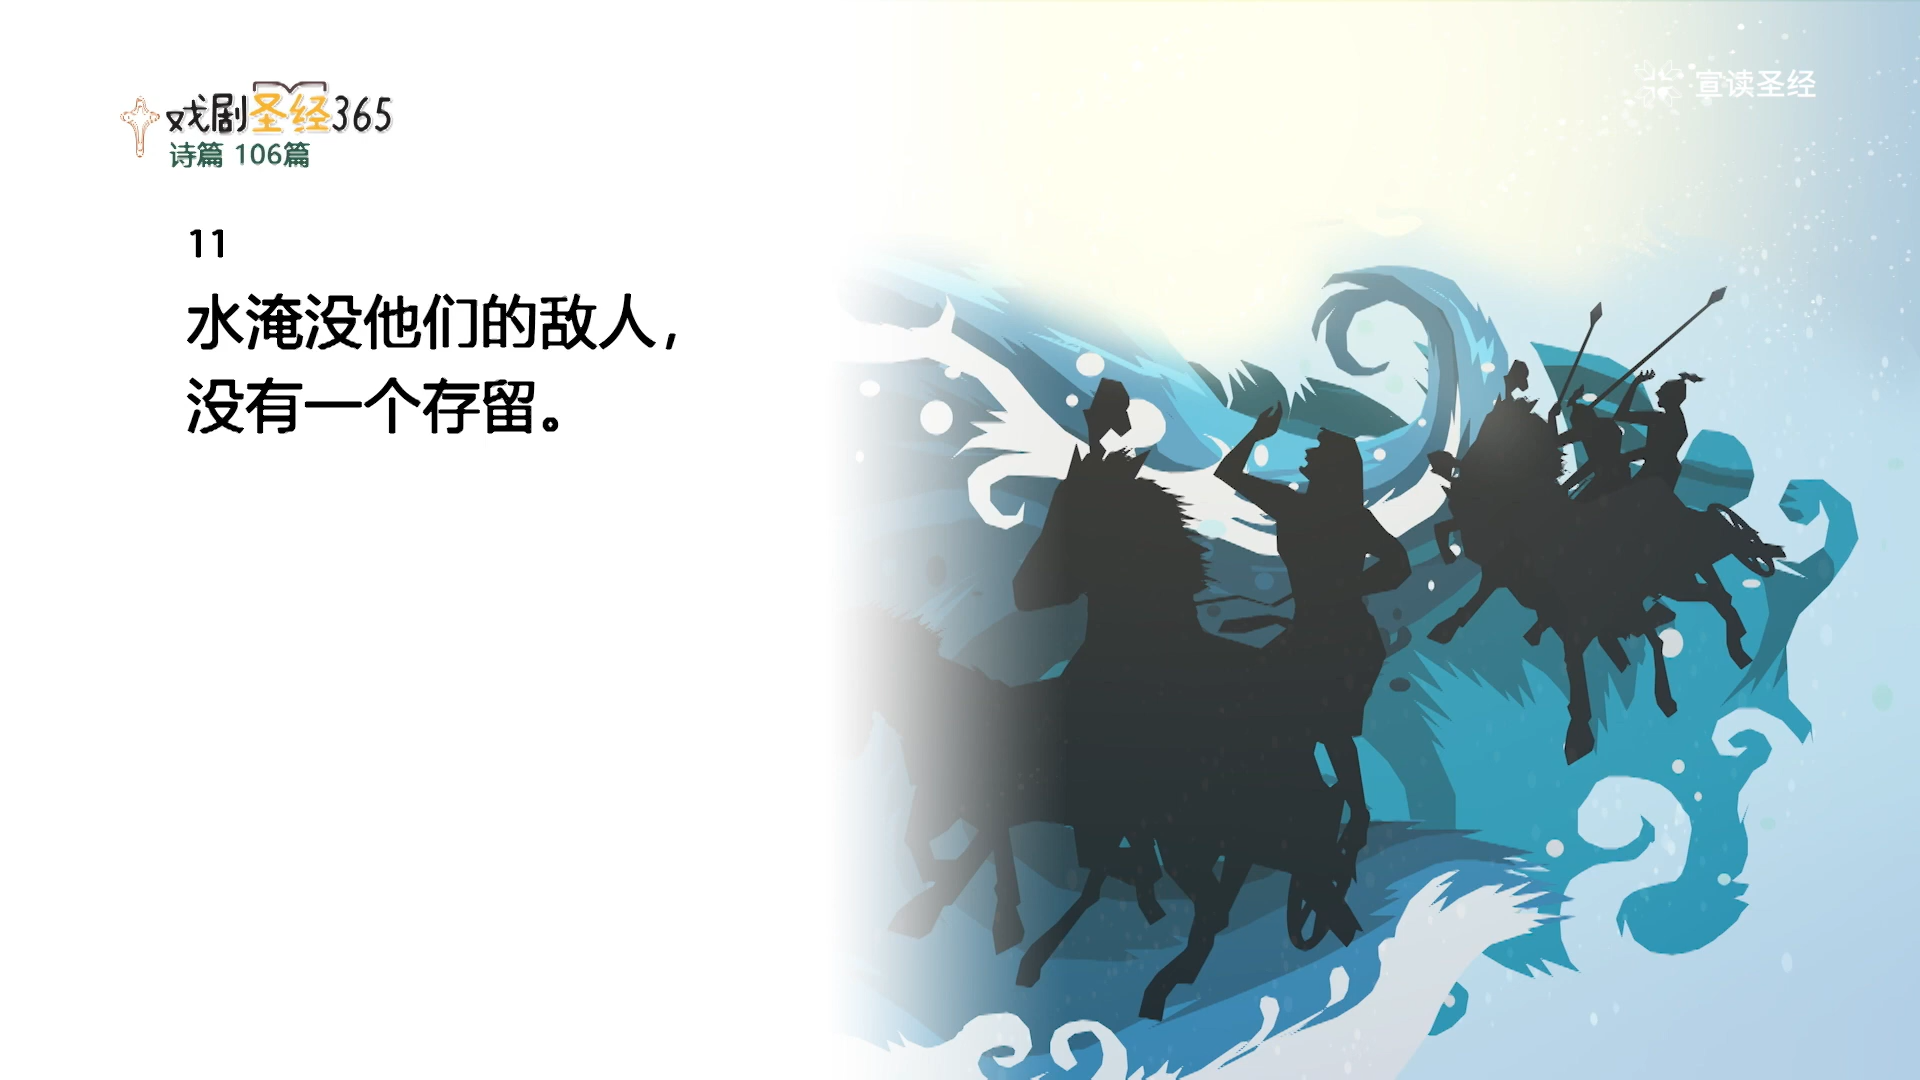 戏剧圣经365
诗篇 106篇
宣读圣经
11
水淹没他们的敌人，
没有一个存留。